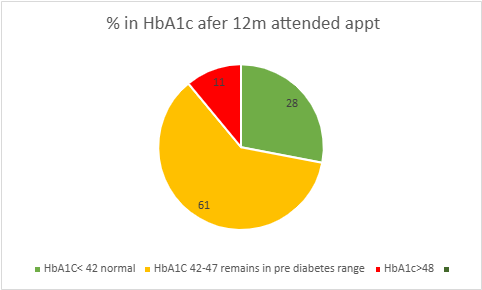 % in HbA1c afer 12m attended appt
11
28
61
HbA1C< 42 normal
HbA1C 42-47 remains in pre diabetes range
HbA1c>48